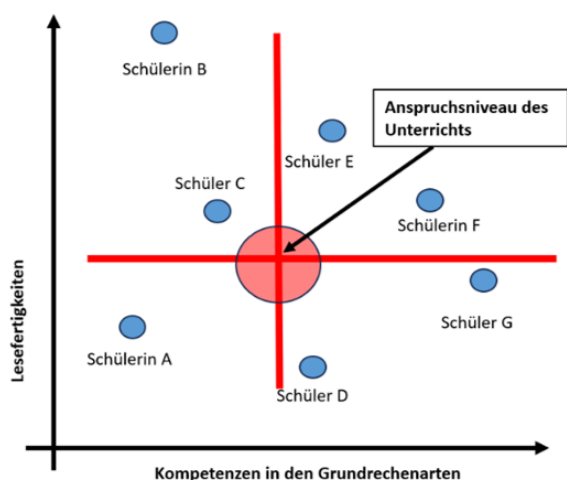 Schülerin B
Anspruchsniveau des
Unterrichts
Schüler E
Schüler C
Schülerin F
Schüler G
Schülerin A
Schüler D
Lesefertigkeiten
Kompetenzen in den Grundrechenarten